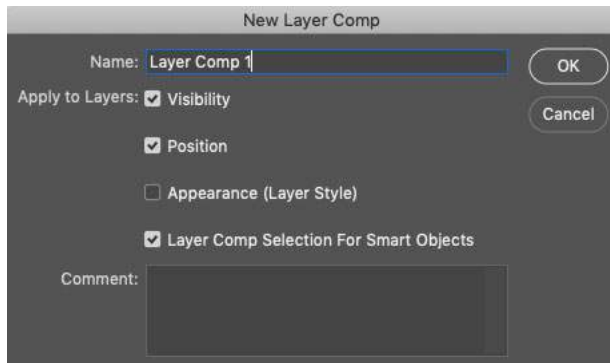 New Layer Comp
Name: Layer Comp 1
OK
Apply to Layers: Visibility
Cancel
Position
Appearance (Layer Style)
Layer Comp Selection For Smart Objects
Comment: